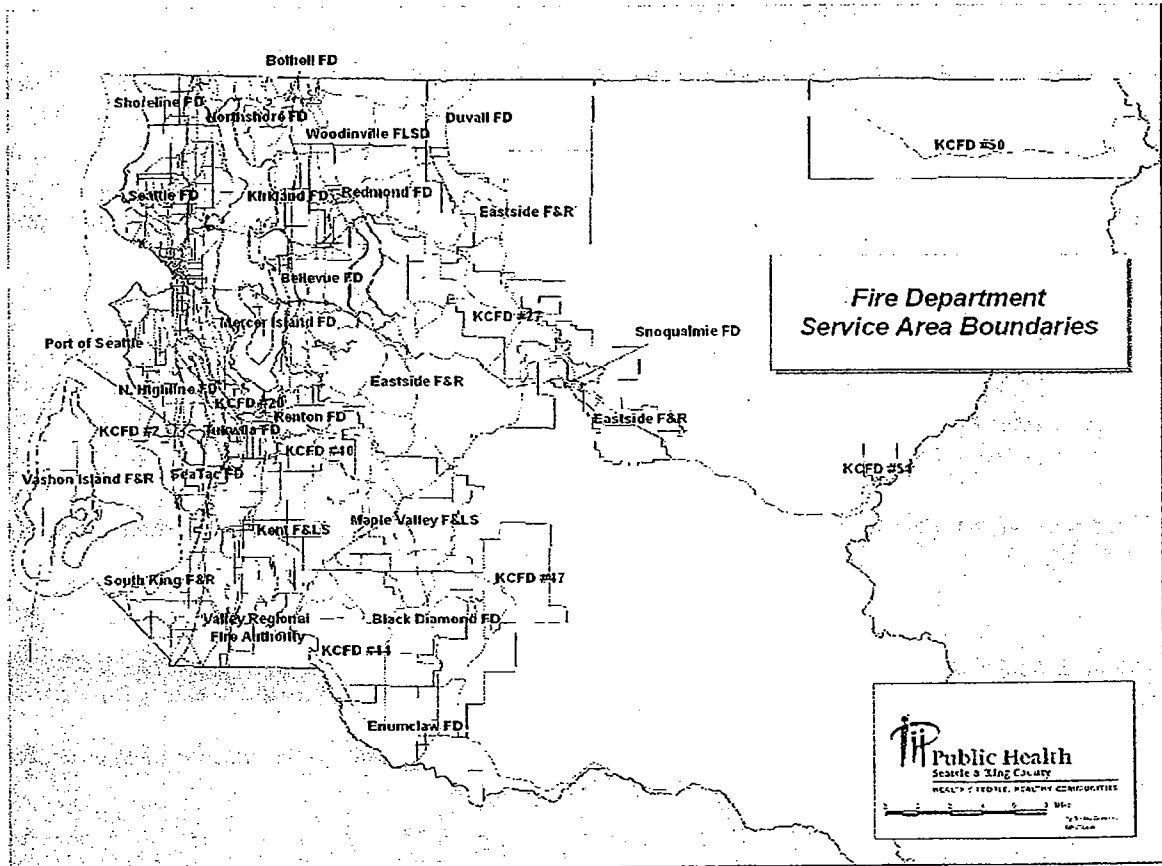 Bothell FD
Shoreline FD
Northshore FD
Duvall FD
Woodinville FLSD
KCFD #50
Seattle FD
Kirkland FD
Redmond FD
Eastside F&R
Bellevue FD
Fire Department
Service Area Boundaries
KCFD #27
Mercer Island FD
Snoqualmie FD
Port of Seattle
Eastside F&R
N. Highline FD
KCFD #20
Renton FD
Eastside F&R
KCFD #2
Tukwila FD
KCFD #40
KCFD #51
Vashon Island F&R
SeaTac FD
Maple Valley F&LS
Kent F&LS
South King F&R
KCFD #47
Valley Regional
Fire Authority
Black Diamond FD
KCFD #44
Enumclaw FD
Public Health
Seattle & King County
HEALTHY PEOPLE. HEALTHY COMMUNITIES